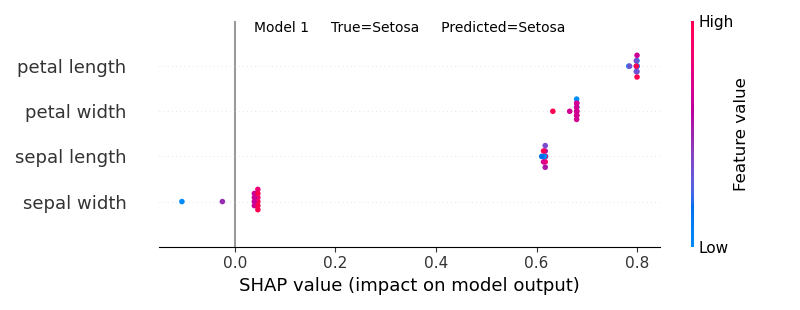 Model 1 True=Setosa Predicted=Setosa
High
petal length
petal width
sepal length
sepal width
Feature value
Low
0.0 0.2 0.4 0.6 0.8
SHAP value (impact on model output)